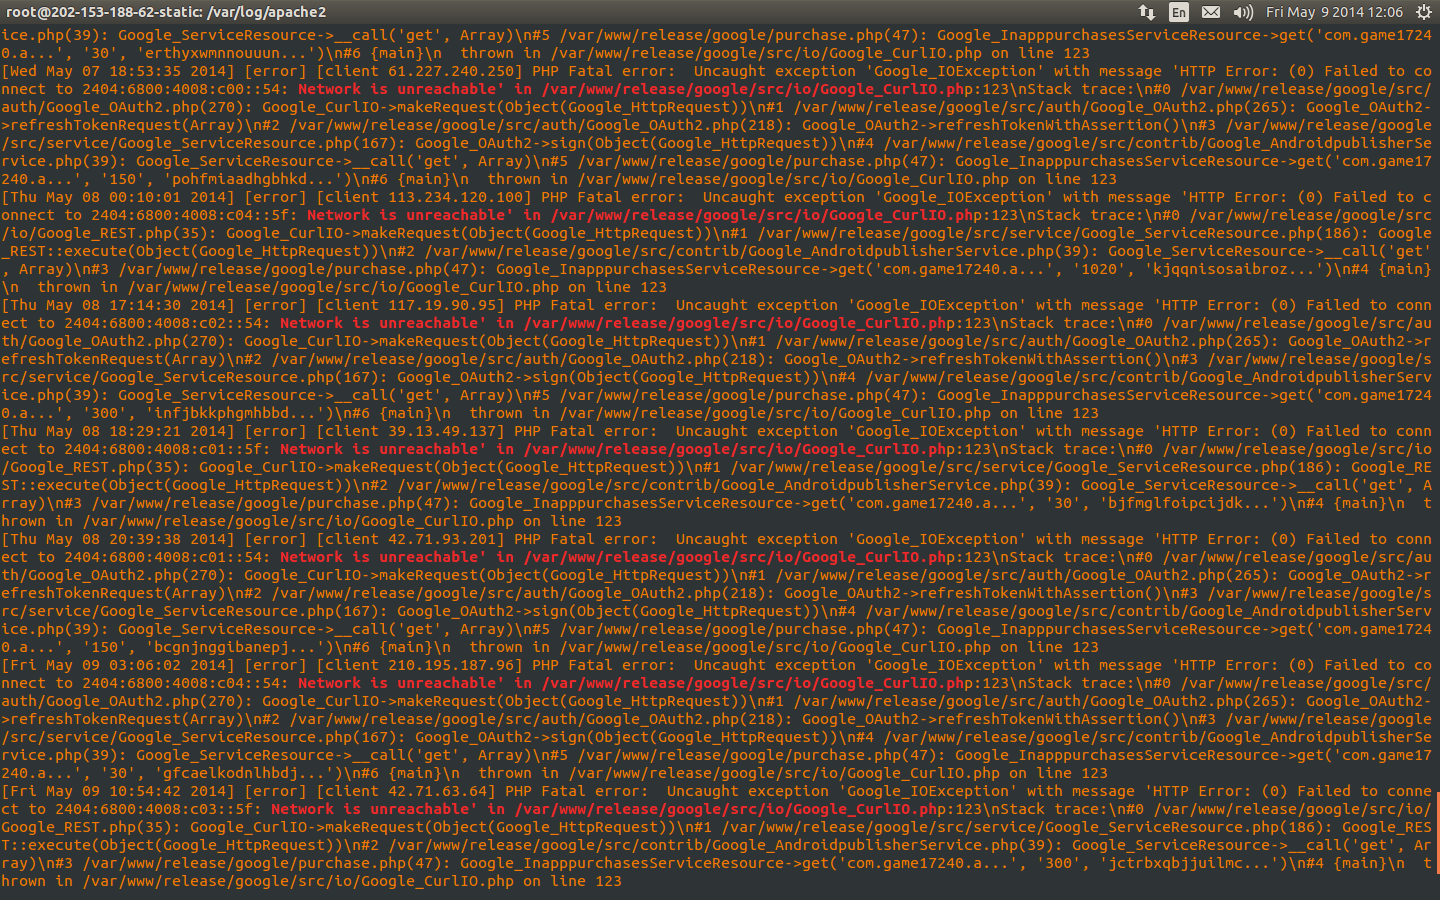 root@202-153-188-62-static: /var/log/apache2
En
Fri May 9 2014 12:06
ice.php(39): Google_ServiceResource->__call('get', Array)\n#5 /var/www/release/google/purchase.php(47): Google_InapppurchasesServiceResource->get('com.game1724
0.a...', '30', 'erthyxwmnnouuun...')\n#6 {main}\n  thrown in /var/www/release/google/src/io/Google_CurlIO.php on line 123
[Wed May 07 18:53:35 2014] [error] [client 61.227.240.250] PHP Fatal error:  Uncaught exception 'Google_IOException' with message 'HTTP Error: (0) Failed to co
nnect to 2404:6800:4008:c00::54: Network is unreachable' in /var/www/release/google/src/io/Google_CurlIO.php:123\nStack trace:\n#0 /var/www/release/google/src/
auth/Google_OAuth2.php(270): Google_CurlIO->makeRequest(Object(Google_HttpRequest))\n#1 /var/www/release/google/src/auth/Google_OAuth2.php(265): Google_OAuth2-
>refreshTokenRequest(Array)\n#2 /var/www/release/google/src/auth/Google_OAuth2.php(218): Google_OAuth2->refreshTokenWithAssertion()\n#3 /var/www/release/google
/src/service/Google_ServiceResource.php(167): Google_OAuth2->sign(Object(Google_HttpRequest))\n#4 /var/www/release/google/src/contrib/Google_AndroidpublisherSe
rvice.php(39): Google_ServiceResource->__call('get', Array)\n#5 /var/www/release/google/purchase.php(47): Google_InapppurchasesServiceResource->get('com.game17
240.a...', '150', 'pohfmiaadhgbhkd...')\n#6 {main}\n  thrown in /var/www/release/google/src/io/Google_CurlIO.php on line 123
[Thu May 08 00:10:01 2014] [error] [client 113.234.120.100] PHP Fatal error:  Uncaught exception 'Google_IOException' with message 'HTTP Error: (0) Failed to c
onnect to 2404:6800:4008:c04::5f: Network is unreachable' in /var/www/release/google/src/io/Google_CurlIO.php:123\nStack trace:\n#0 /var/www/release/google/src
/io/Google_REST.php(35): Google_CurlIO->makeRequest(Object(Google_HttpRequest))\n#1 /var/www/release/google/src/service/Google_ServiceResource.php(186): Google
_REST::execute(Object(Google_HttpRequest))\n#2 /var/www/release/google/src/contrib/Google_AndroidpublisherService.php(39): Google_ServiceResource->__call('get'
, Array)\n#3 /var/www/release/google/purchase.php(47): Google_InapppurchasesServiceResource->get('com.game17240.a...', '1020', 'kjqqnisosaibroz...')\n#4 {main}
\n  thrown in /var/www/release/google/src/io/Google_CurlIO.php on line 123
[Thu May 08 17:14:30 2014] [error] [client 117.19.90.95] PHP Fatal error:  Uncaught exception 'Google_IOException' with message 'HTTP Error: (0) Failed to conn
ect to 2404:6800:4008:c02::54: Network is unreachable' in /var/www/release/google/src/io/Google_CurlIO.php:123\nStack trace:\n#0 /var/www/release/google/src/au
th/Google_OAuth2.php(270): Google_CurlIO->makeRequest(Object(Google_HttpRequest))\n#1 /var/www/release/google/src/auth/Google_OAuth2.php(265): Google_OAuth2->r
efreshTokenRequest(Array)\n#2 /var/www/release/google/src/auth/Google_OAuth2.php(218): Google_OAuth2->refreshTokenWithAssertion()\n#3 /var/www/release/google/s
rc/service/Google_ServiceResource.php(167): Google_OAuth2->sign(Object(Google_HttpRequest))\n#4 /var/www/release/google/src/contrib/Google_AndroidpublisherServ
ice.php(39): Google_ServiceResource->__call('get', Array)\n#5 /var/www/release/google/purchase.php(47): Google_InapppurchasesServiceResource->get('com.game1724
0.a...', '300', 'infjbkkphgmhbbd...')\n#6 {main}\n  thrown in /var/www/release/google/src/io/Google_CurlIO.php on line 123
[Thu May 08 18:29:21 2014] [error] [client 39.13.49.137] PHP Fatal error:  Uncaught exception 'Google_IOException' with message 'HTTP Error: (0) Failed to conn
ect to 2404:6800:4008:c01::5f: Network is unreachable' in /var/www/release/google/src/io/Google_CurlIO.php:123\nStack trace:\n#0 /var/www/release/google/src/io
/Google_REST.php(35): Google_CurlIO->makeRequest(Object(Google_HttpRequest))\n#1 /var/www/release/google/src/service/Google_ServiceResource.php(186): Google_RE
ST::execute(Object(Google_HttpRequest))\n#2 /var/www/release/google/src/contrib/Google_AndroidpublisherService.php(39): Google_ServiceResource->__call('get', A
rray)\n#3 /var/www/release/google/purchase.php(47): Google_InapppurchasesServiceResource->get('com.game17240.a...', '30', 'bjfmglfoipcijdk...')\n#4 {main}\n  t
hrown in /var/www/release/google/src/io/Google_CurlIO.php on line 123
[Thu May 08 20:39:38 2014] [error] [client 42.71.93.201] PHP Fatal error:  Uncaught exception 'Google_IOException' with message 'HTTP Error: (0) Failed to conn
ect to 2404:6800:4008:c01::54: Network is unreachable' in /var/www/release/google/src/io/Google_CurlIO.php:123\nStack trace:\n#0 /var/www/release/google/src/au
th/Google_OAuth2.php(270): Google_CurlIO->makeRequest(Object(Google_HttpRequest))\n#1 /var/www/release/google/src/auth/Google_OAuth2.php(265): Google_OAuth2->r
efreshTokenRequest(Array)\n#2 /var/www/release/google/src/auth/Google_OAuth2.php(218): Google_OAuth2->refreshTokenWithAssertion()\n#3 /var/www/release/google/s
rc/service/Google_ServiceResource.php(167): Google_OAuth2->sign(Object(Google_HttpRequest))\n#4 /var/www/release/google/src/contrib/Google_AndroidpublisherServ
ice.php(39): Google_ServiceResource->__call('get', Array)\n#5 /var/www/release/google/purchase.php(47): Google_InapppurchasesServiceResource->get('com.game1724
0.a...', '150', 'bcgnjnggibanepj...')\n#6 {main}\n  thrown in /var/www/release/google/src/io/Google_CurlIO.php on line 123
[Fri May 09 03:06:02 2014] [error] [client 210.195.187.96] PHP Fatal error:  Uncaught exception 'Google_IOException' with message 'HTTP Error: (0) Failed to co
nnect to 2404:6800:4008:c04::54: Network is unreachable' in /var/www/release/google/src/io/Google_CurlIO.php:123\nStack trace:\n#0 /var/www/release/google/src/
auth/Google_OAuth2.php(270): Google_CurlIO->makeRequest(Object(Google_HttpRequest))\n#1 /var/www/release/google/src/auth/Google_OAuth2.php(265): Google_OAuth2-
>refreshTokenRequest(Array)\n#2 /var/www/release/google/src/auth/Google_OAuth2.php(218): Google_OAuth2->refreshTokenWithAssertion()\n#3 /var/www/release/google
/src/service/Google_ServiceResource.php(167): Google_OAuth2->sign(Object(Google_HttpRequest))\n#4 /var/www/release/google/src/contrib/Google_AndroidpublisherSe
rvice.php(39): Google_ServiceResource->__call('get', Array)\n#5 /var/www/release/google/purchase.php(47): Google_InapppurchasesServiceResource->get('com.game17
240.a...', '30', 'gfcaelkodnlhbdj...')\n#6 {main}\n  thrown in /var/www/release/google/src/io/Google_CurlIO.php on line 123
[Fri May 09 10:54:42 2014] [error] [client 42.71.63.64] PHP Fatal error:  Uncaught exception 'Google_IOException' with message 'HTTP Error: (0) Failed to conne
ct to 2404:6800:4008:c03::5f: Network is unreachable' in /var/www/release/google/src/io/Google_CurlIO.php:123\nStack trace:\n#0 /var/www/release/google/src/io/
Google_REST.php(35): Google_CurlIO->makeRequest(Object(Google_HttpRequest))\n#1 /var/www/release/google/src/service/Google_ServiceResource.php(186): Google_RES
T::execute(Object(Google_HttpRequest))\n#2 /var/www/release/google/src/contrib/Google_AndroidpublisherService.php(39): Google_ServiceResource->__call('get', Ar
ray)\n#3 /var/www/release/google/purchase.php(47): Google_InapppurchasesServiceResource->get('com.game17240.a...', '300', 'jctrbxqbjjuilmc...')\n#4 {main}\n  t
hrown in /var/www/release/google/src/io/Google_CurlIO.php on line 123